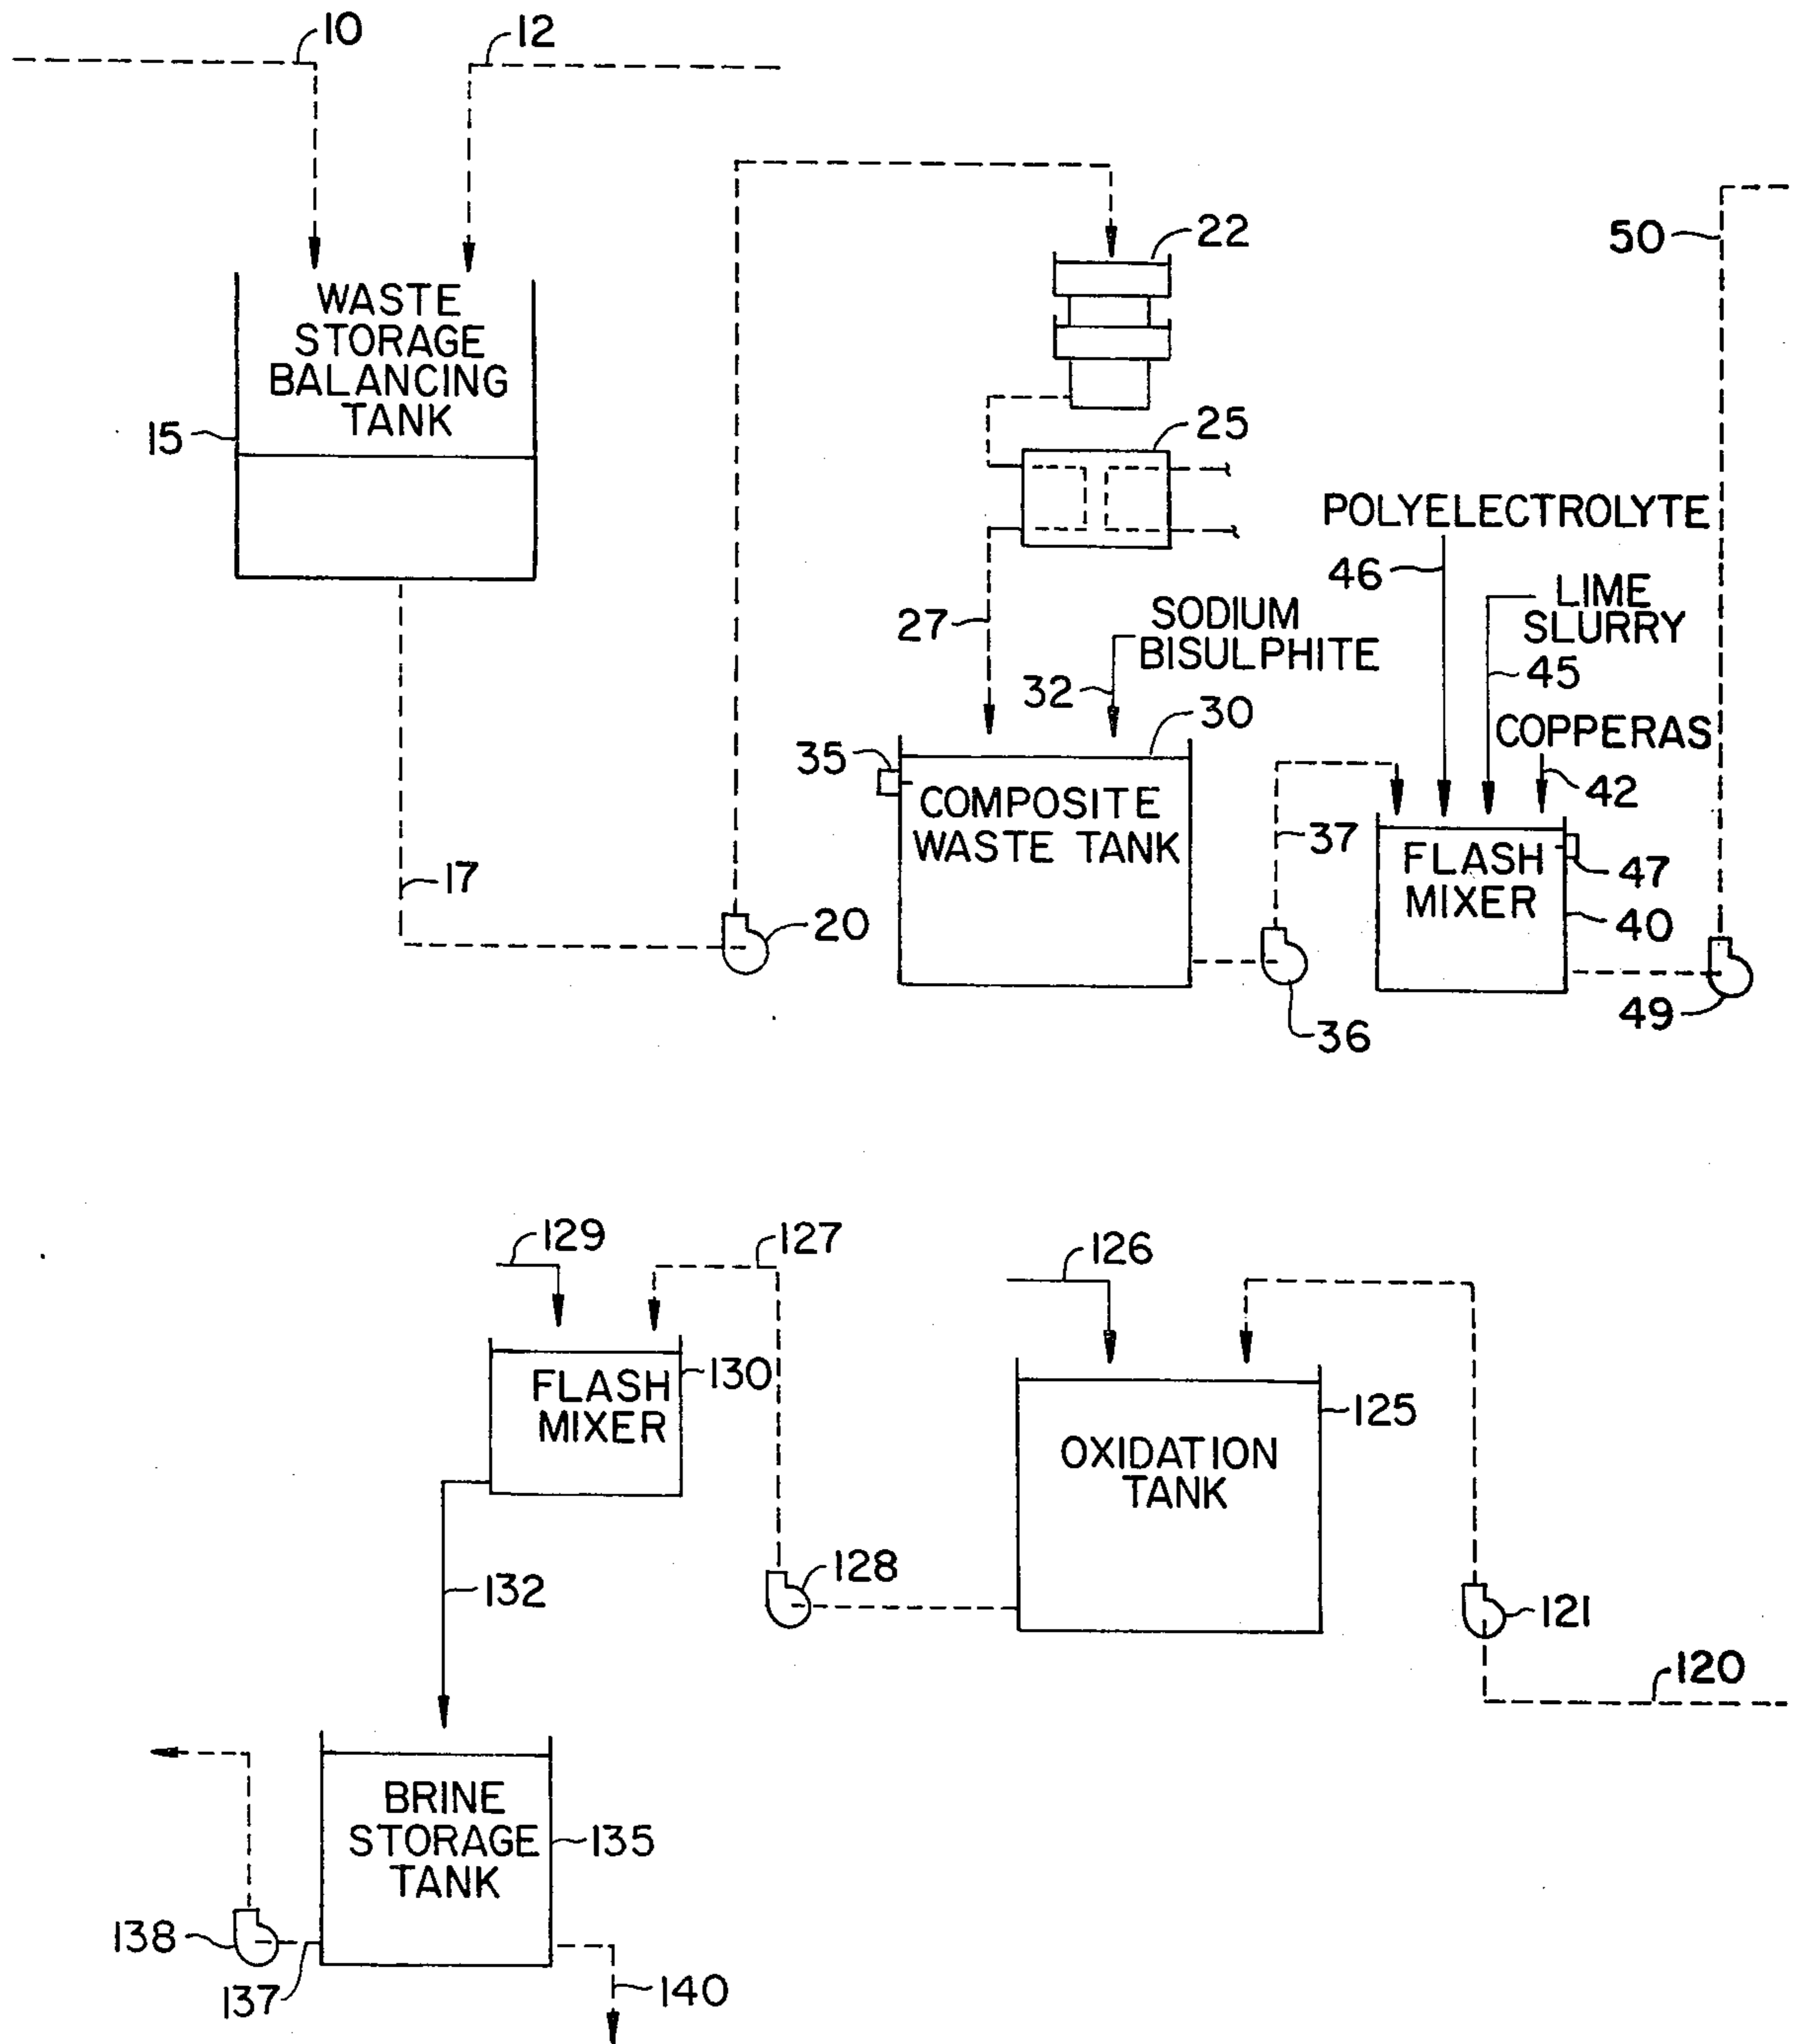 10
12
WASTE
STORAGE
BALANCING
TANK
15
17
20
22
25
27
SODIUM
BISULPHITE
32
30
35
COMPOSITE
WASTE TANK
36
37
POLYELECTROLYTE
46
LIME
SLURRY
45
COPPERAS
42
FLASH
MIXER
47
40
49
50
129
127
FLASH
MIXER
130
126
OXIDATION
TANK
125
128
121
120
132
BRINE
STORAGE
TANK
135
138
137
140